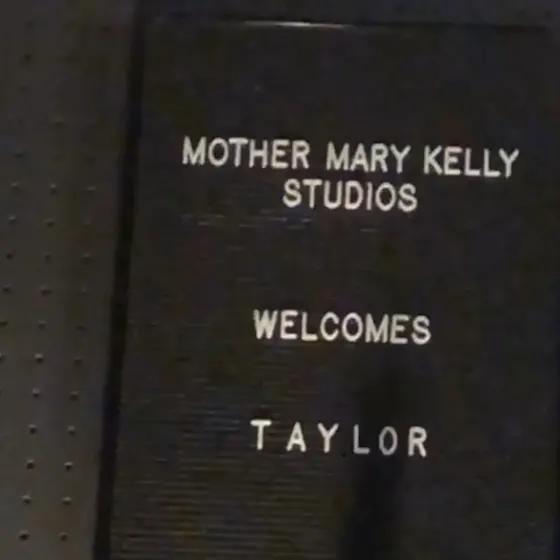 MOTHER MARY KELLY
STUDIOS
WELCOMES
TAYLOR